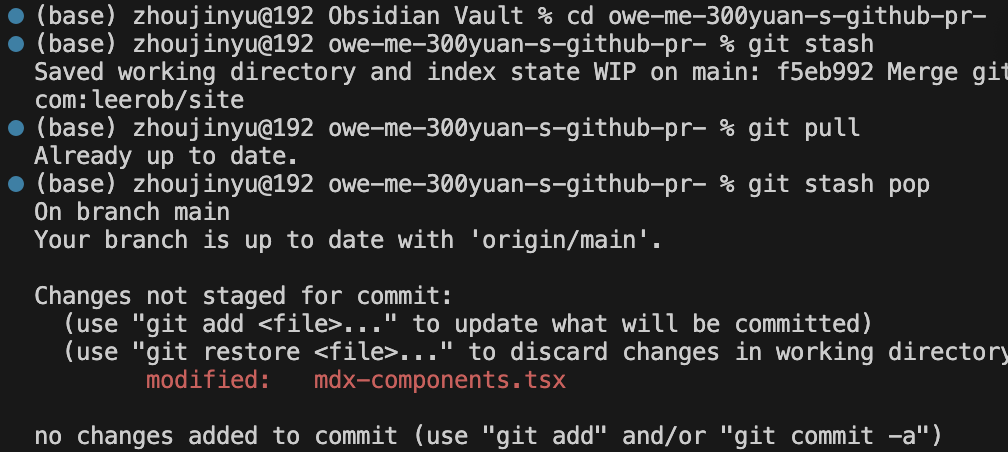 (base) zhoujinyu@192 Obsidian Vault % cd owe-me-300yuan-s-github-pr-
(base) zhoujinyu@192 owe-me-300yuan-s-github-pr- % git stash
Saved working directory and index state WIP on main: f5eb992 Merge git
com:leerob/site
(base) zhoujinyu@192 owe-me-300yuan-s-github-pr- % git pull
Already up to date.
(base) zhoujinyu@192 owe-me-300yuan-s-github-pr- % git stash pop
On branch main
Your branch is up to date with 'origin/main'.
Changes not staged for commit:
(use "git add <file>..." to update what will be committed)
(use "git restore <file>..." to discard changes in working directory
modified: mdx-components.tsx
no changes added to commit (use "git add" and/or "git commit -a")